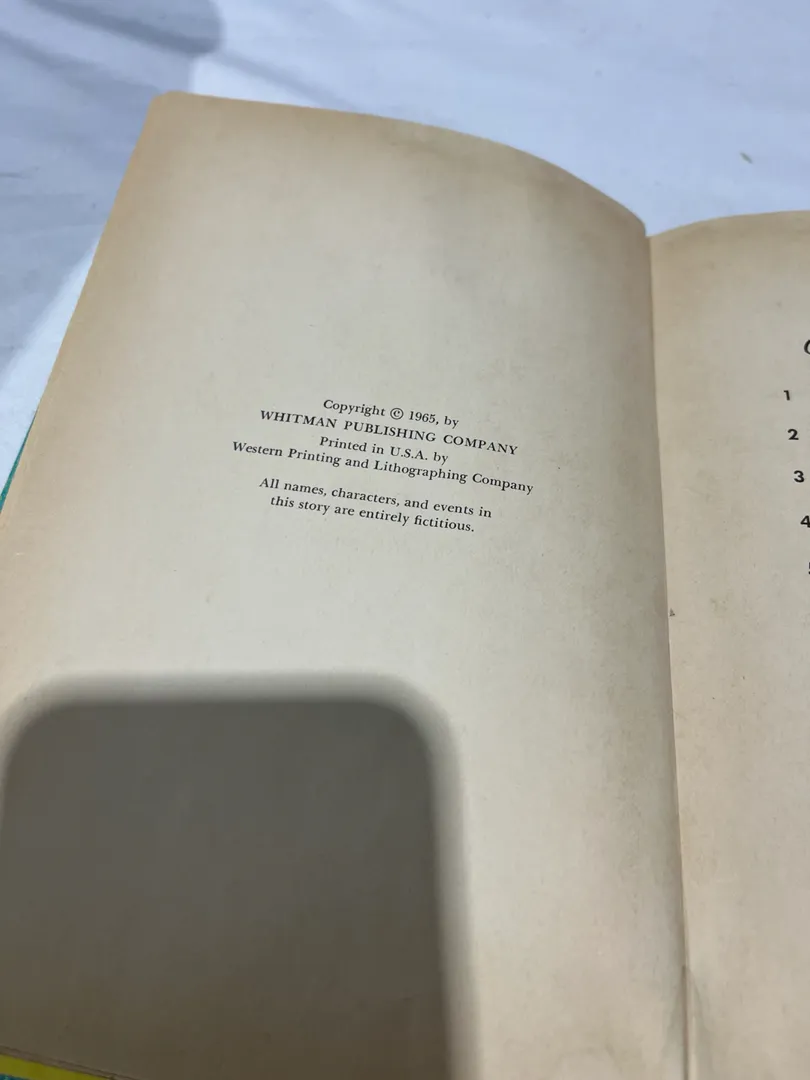 Copyright © 1965, by
WHITMAN PUBLISHING COMPANY
Printed in U.S.A. by
Western Printing and Lithographing Company
All names, characters, and events in
this story are entirely fictitious.
1
2
3
4